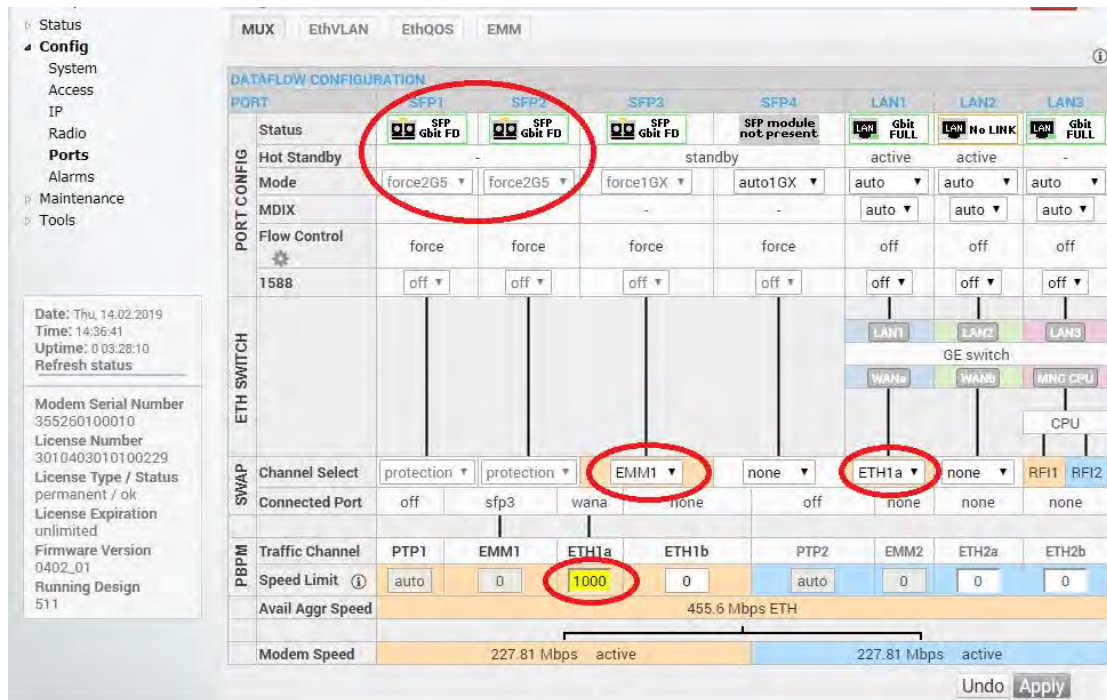 Status
Config
System
Access
IP
Radio
Ports
Alarms
Maintenance
Tools
Date: Thu, 14.02.2019
Time: 14:36:41
Uptime: 0 03:28:10
Refresh status
Modem Serial Number
355260100010
License Number
3010403010100229
License Type / Status
permanent / ok
License Expiration
unlimited
Firmware Version
0402_01
Running Design
511
MUX EthVLAN EthQOS EMM
DATAFLOW CONFIGURATION
PORT SFP1 SFP2 SFP3 SFP4 LAN1 LAN2 LAN3
PORT CONFIG
Status SFP Gbit FD SFP Gbit FD SFP Gbit FD SFP module not present LAN Gbit FULL LAN No LINK LAN Gbit FULL
Hot Standby - standby active active -
Mode force2G5 force2G5 force1GX auto1GX auto auto auto
MDIX - - - - auto auto auto
Flow Control force force force force off off off
1588 off off off off off off off
ETH SWITCH
LAN1 LAN2 LAN3
GE switch
WANa WANb MNG CPU
CPU
SWAP
Channel Select protection protection EMM1 none ETH1a none RFI1 RFI2
Connected Port off sfp3 wana none off none none none
PBPM
Traffic Channel PTP1 EMM1 ETH1a ETH1b PTP2 EMM2 ETH2a ETH2b
Speed Limit auto 0 1000 0 auto 0 0 0
Avail Aggr Speed 455.6 Mbps ETH
Modem Speed 227.81 Mbps active 227.81 Mbps active
Undo Apply